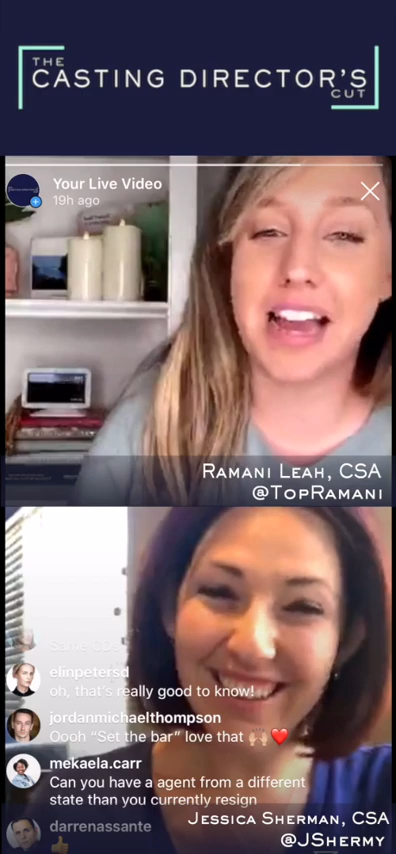 THE
CASTING DIRECTOR'S
CUT
Your Live Video
19h ago
RAMANI LEAH, CSA
@TOPRAMANI
Same CDs
elinpetersd
oh, that's really good to know!
jordanmichaelthompson
Oooh “Set the bar” love that 🙌🏼❤️
mekaela.carr
Can you have a agent from a different
state than you currently resign
darrenassante
👍
JESSICA SHERMAN, CSA
@JSHERMY